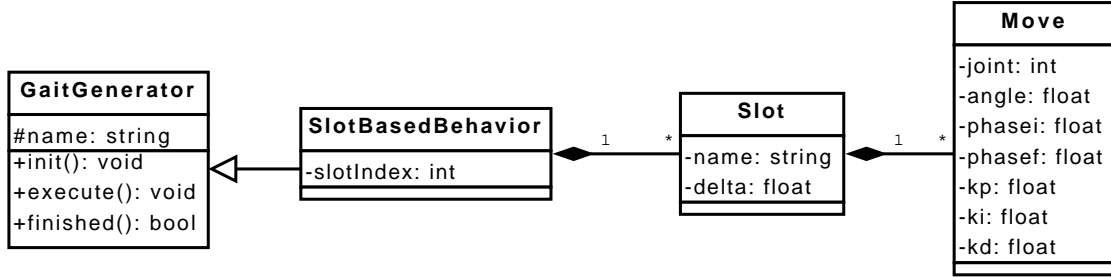 GaitGenerator
#name: string
+init(): void
+execute(): void
+finished(): bool
SlotBasedBehavior
-slotIndex: int
1
*
Slot
-name: string
-delta: float
1
*
Move
-joint: int
-angle: float
-phasei: float
-phasef: float
-kp: float
-ki: float
-kd: float